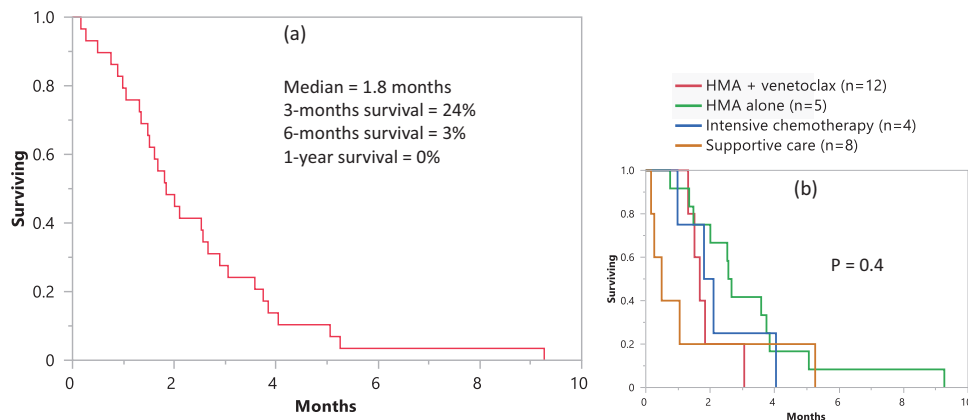 (a)
Median = 1.8 months
3-months survival = 24%
6-months survival = 3%
1-year survival = 0%
Surviving
1.0
0.8
0.6
0.4
0.2
0
0 2 4 6 8 10
Months
HMA + venetoclax (n=12)
HMA alone (n=5)
Intensive chemotherapy (n=4)
Supportive care (n=8)
(b)
P = 0.4
Surviving
1.0
0.8
0.6
0.4
0.2
0
0 2 4 6 8 10
Months